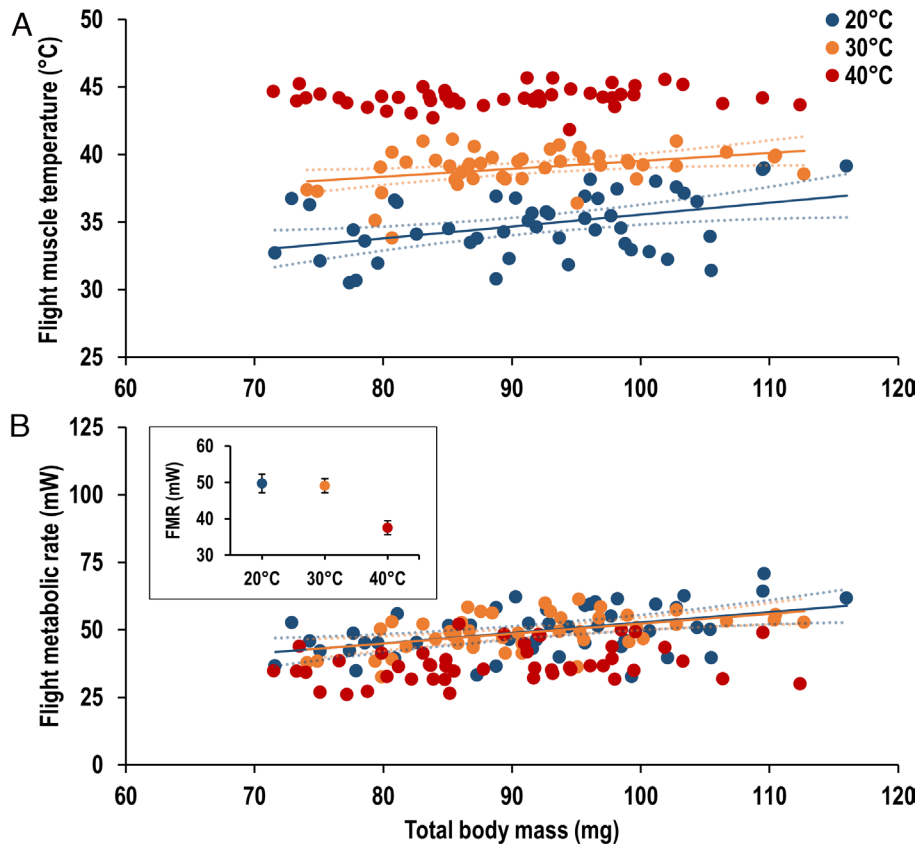 A
Flight muscle temperature (°C)
50
45
40
35
30
25
60 70 80 90 100 110 120
20°C
30°C
40°C
B
Flight metabolic rate (mW)
125
100
75
50
25
0
FMR (mW)
60
50
40
30
20°C 30°C 40°C
60 70 80 90 100 110 120
Total body mass (mg)